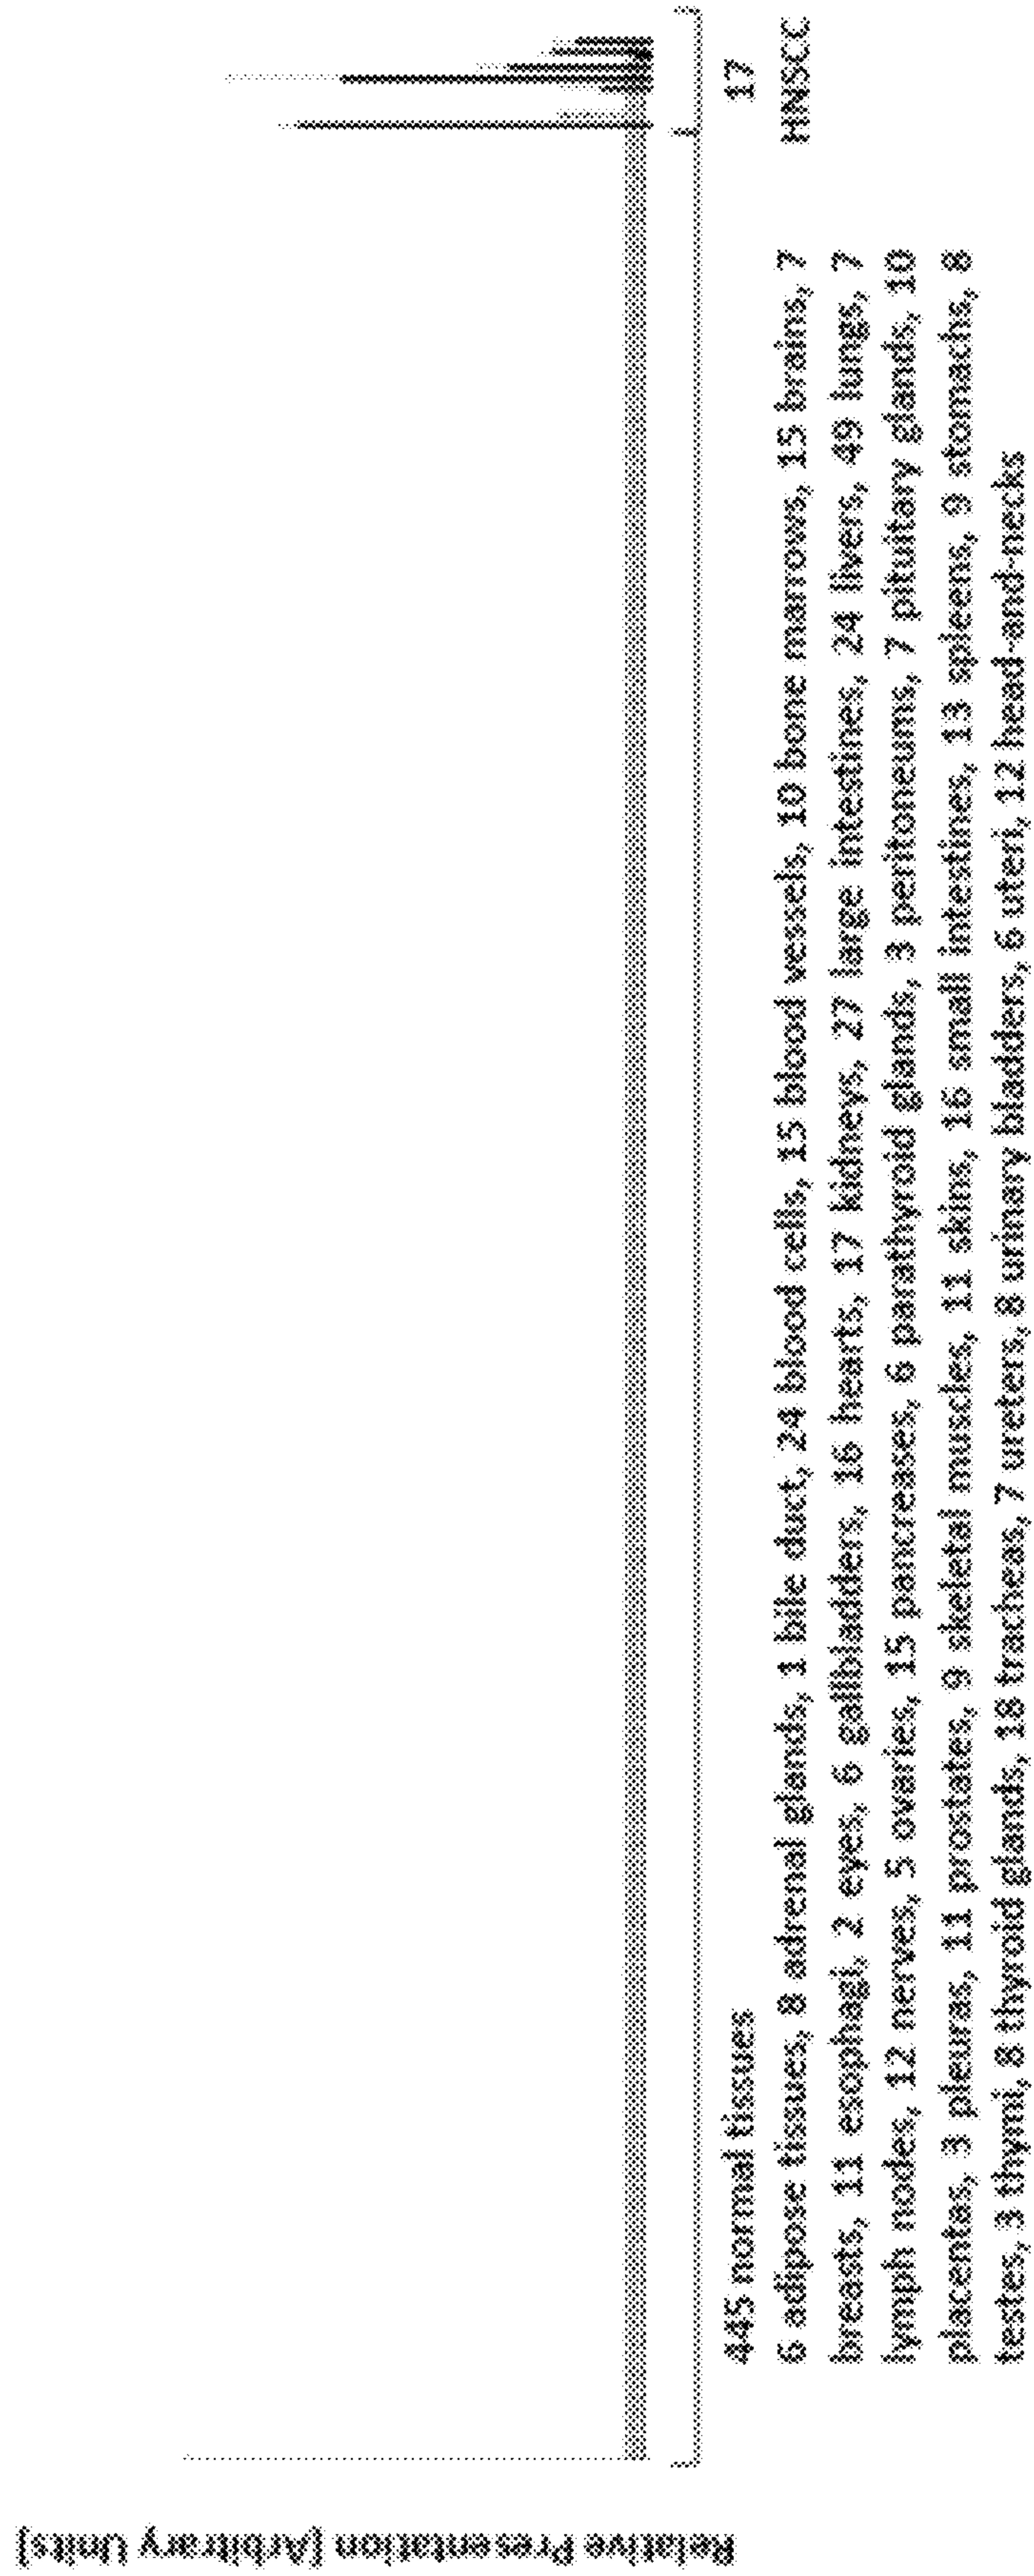 Relative Presentation [Arbitrary Units]
445 normal tissues
17
HNSCC
6 adipose tissues, 8 adrenal glands, 1 bile duct, 24 blood cells, 15 blood vessels, 10 bone marrows, 15 brains, 7
breasts, 11 esophagi, 2 eyes, 6 gallbladders, 16 hearts, 17 kidneys, 27 large intestines, 24 livers, 49 lungs, 7
lymph nodes, 12 nerves, 5 ovaries, 15 pancreases, 6 parathyroid glands, 3 peritoneums, 7 pituitary glands, 10
placentas, 3 pleuras, 11 prostates, 9 skeletal muscles, 11 skins, 16 small intestines, 13 spleens, 9 stomachs, 8
testes, 3 thymi, 8 thyroid glands, 18 tracheas, 7 ureters, 8 urinary bladders, 6 uteri, 12 head-and-necks